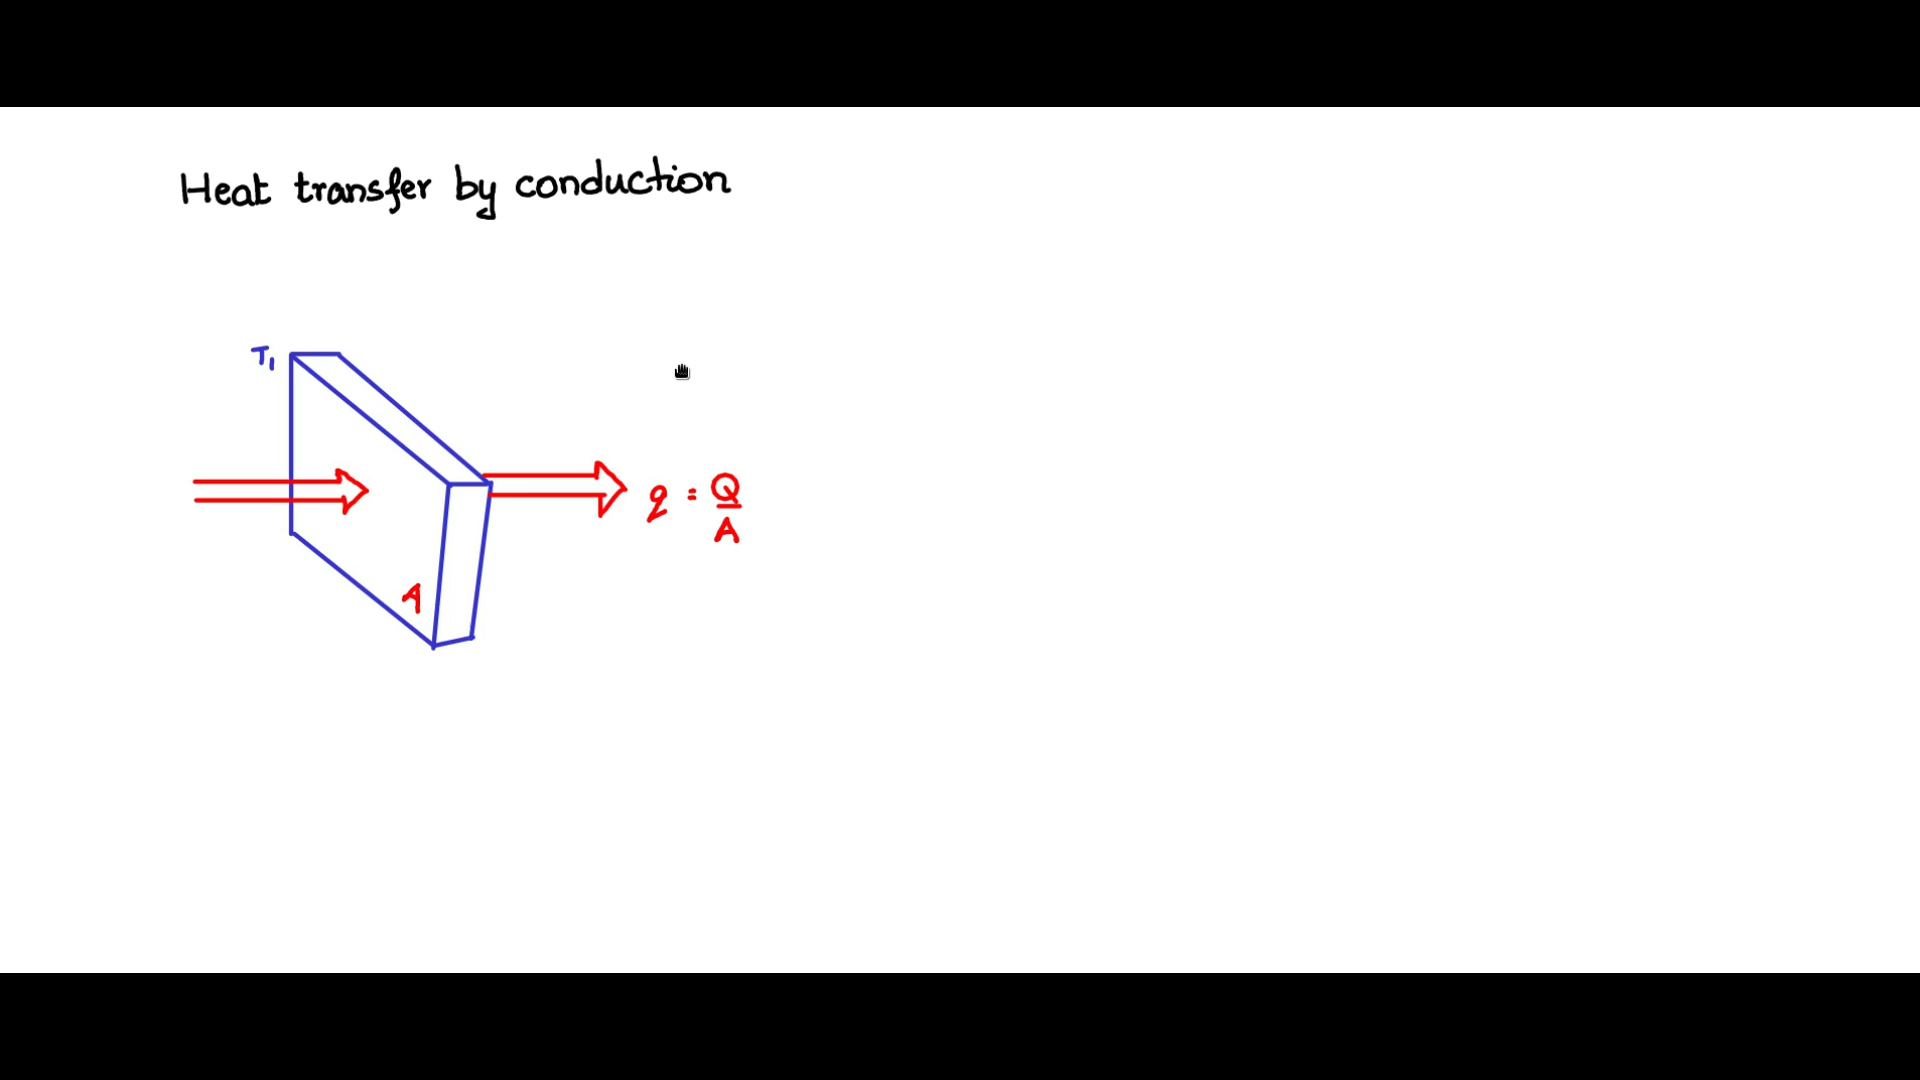 Heat transfer by conduction
T₁
q = Q/A
A